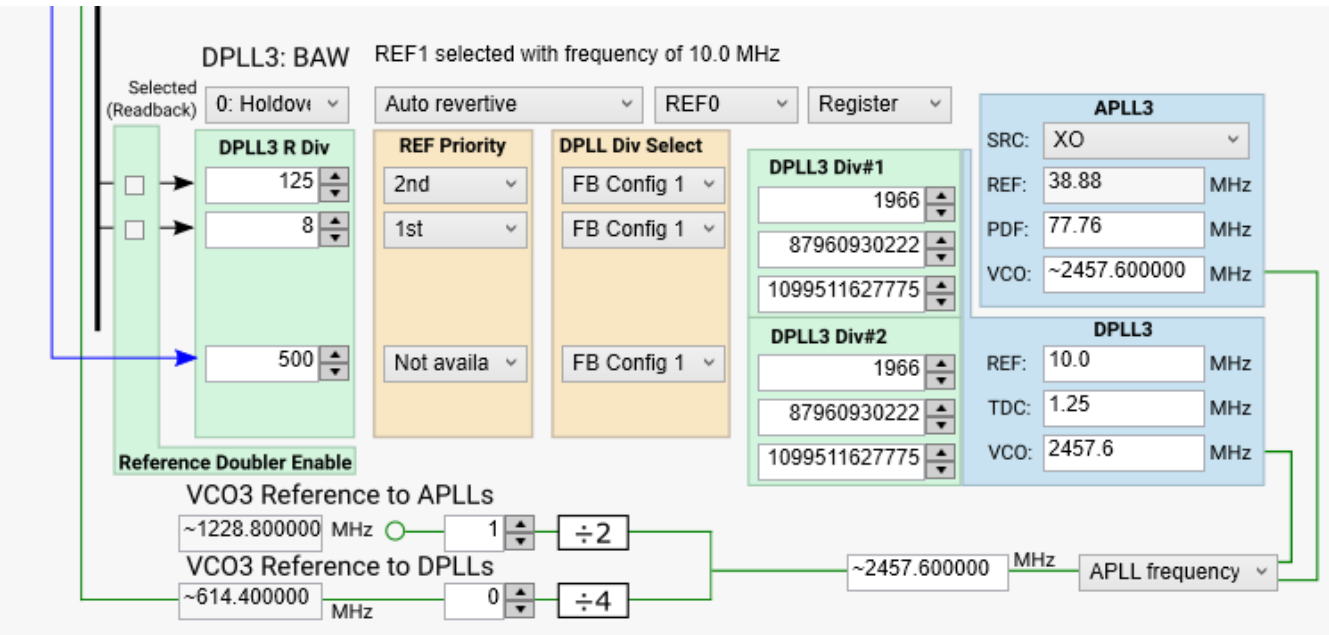 DPLL3: BAW REF1 selected with frequency of 10.0 MHz
Selected (Readback) 0: Holdove Auto revertive REF0 Register
APLL3
DPLL3 R Div REF Priority DPLL Div Select
SRC: XO
DPLL3 Div#1
125 2nd FB Config 1
REF: 38.88 MHz
1966
8 1st FB Config 1
PDF: 77.76 MHz
87960930222
VCO: ~2457.600000 MHz
1099511627775
DPLL3 Div#2
DPLL3
500 Not availa FB Config 1
1966
REF: 10.0 MHz
87960930222
TDC: 1.25 MHz
1099511627775
VCO: 2457.6 MHz
Reference Doubler Enable
VCO3 Reference to APLLs
~1228.800000 MHz 1 ÷2
VCO3 Reference to DPLLs
~2457.600000 MHz APLL frequency
~614.400000 MHz 0 ÷4